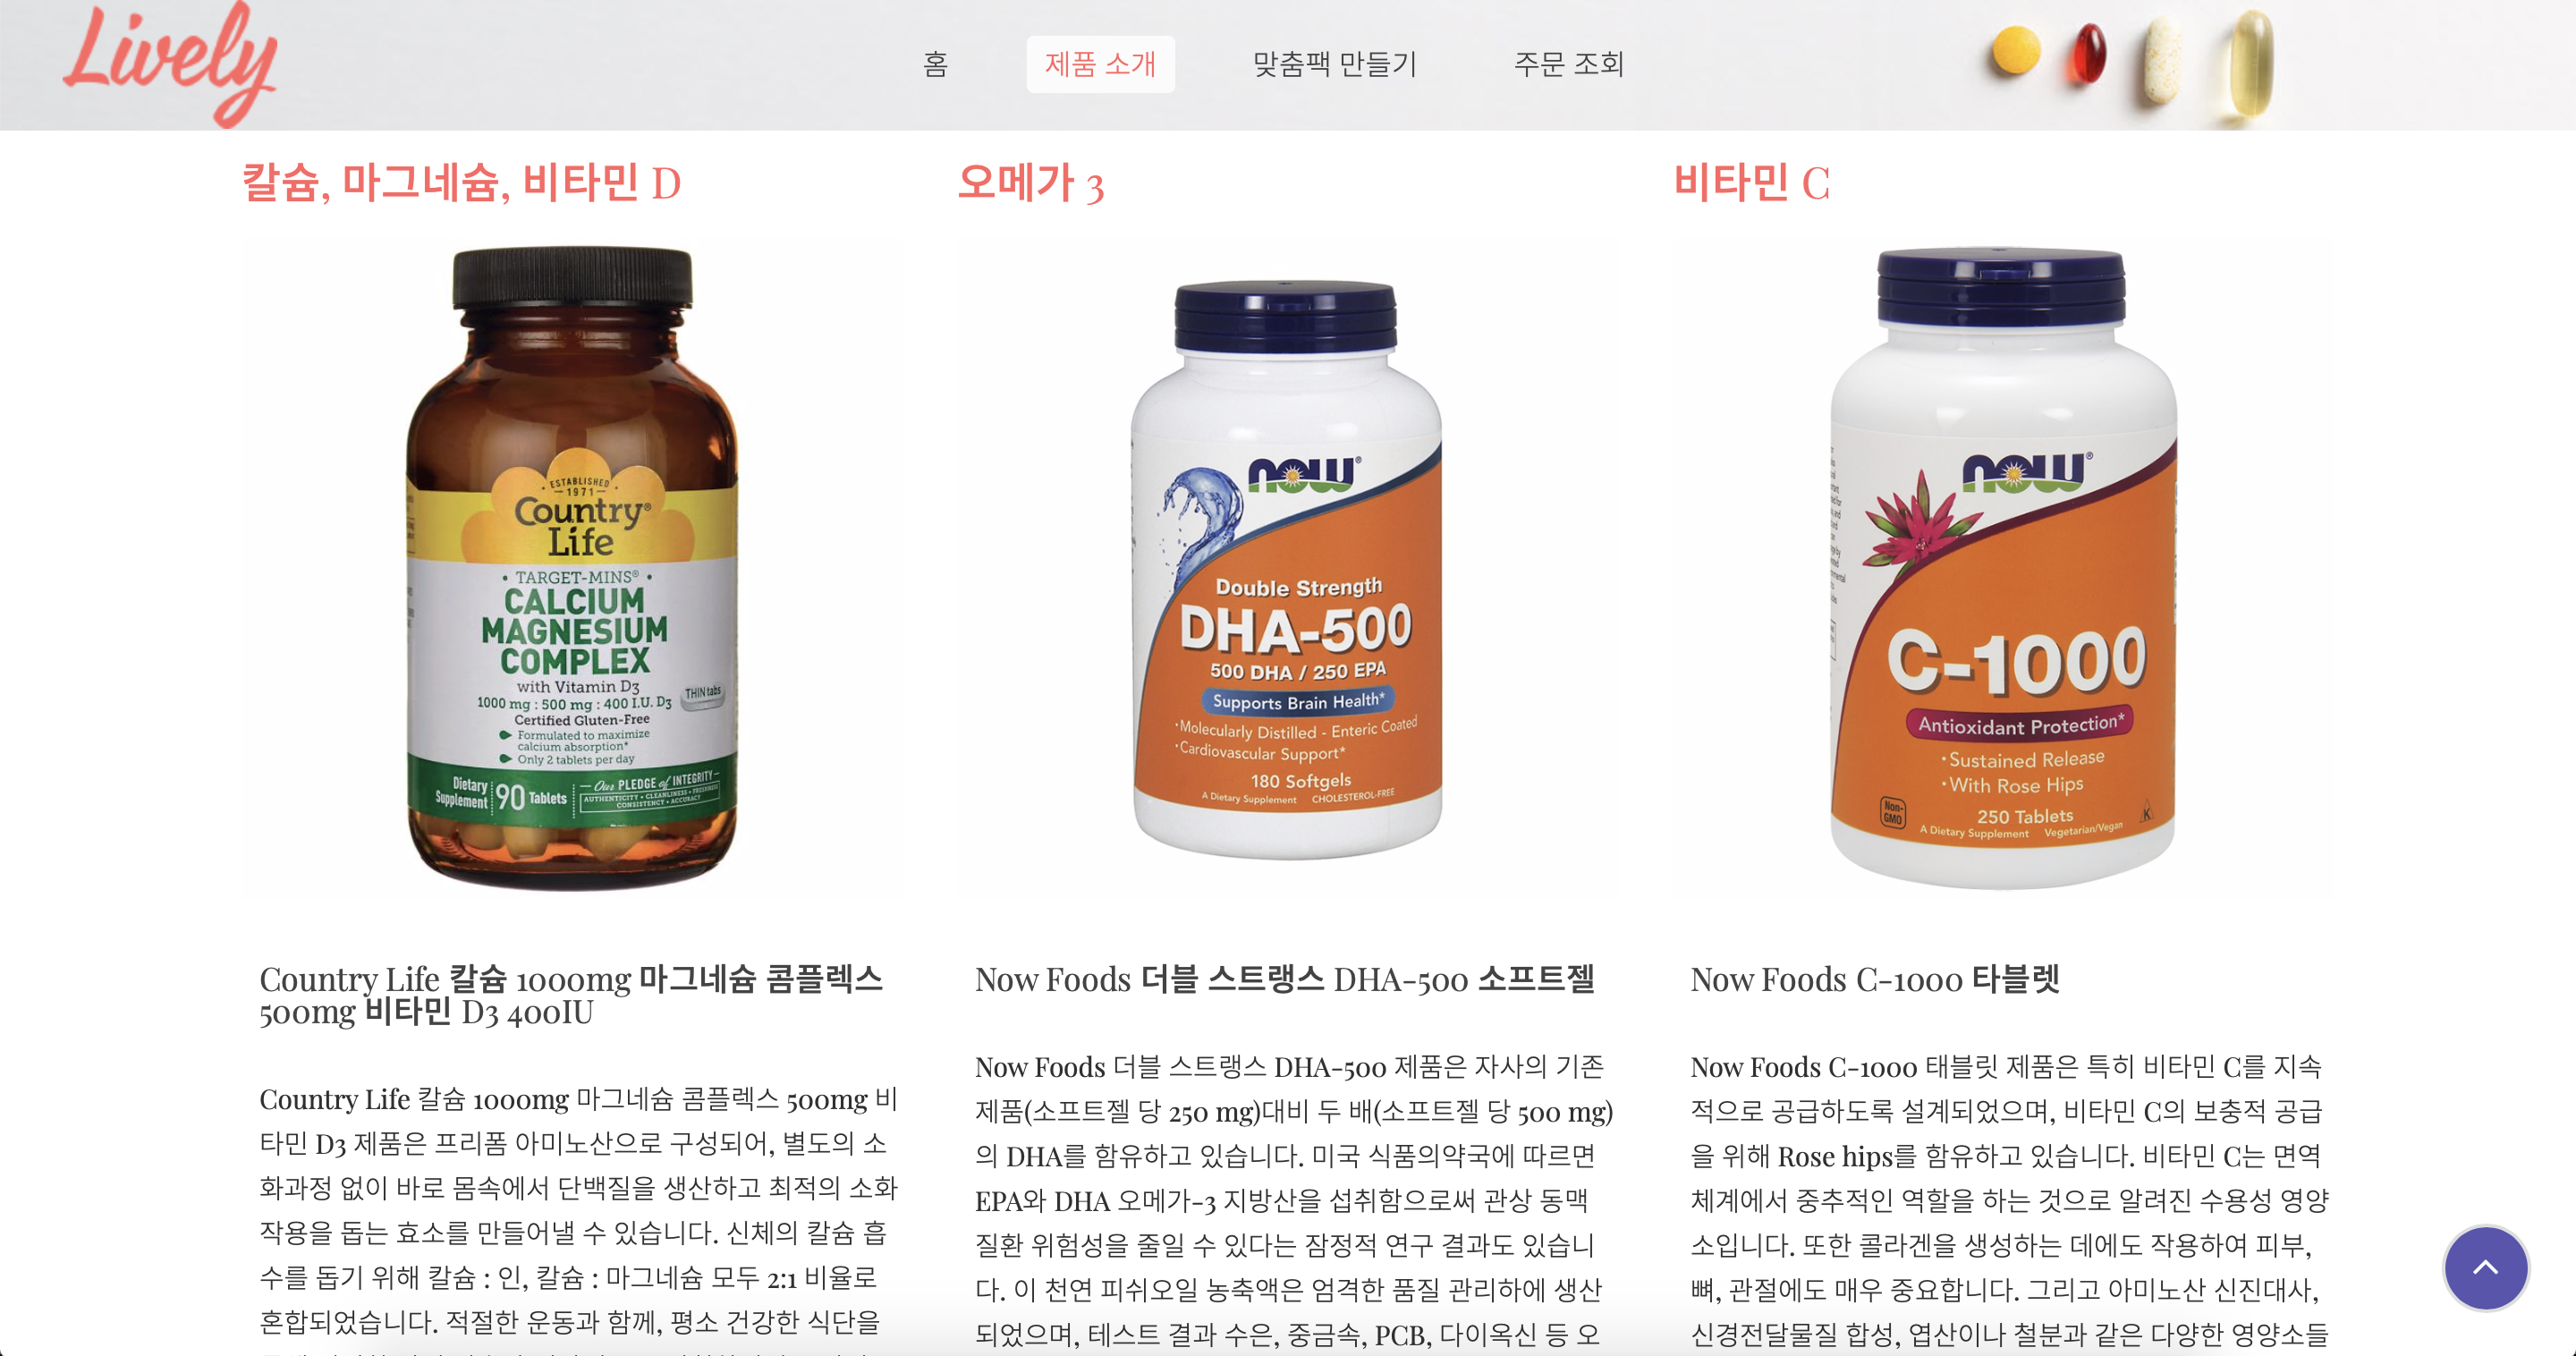 Lively
홈
제품 소개
맞춤팩 만들기
주문 조회
칼슘, 마그네슘, 비타민 D
ESTABLISHED
1971
Country®
Life
• TARGET-MINS® •
CALCIUM
MAGNESIUM
COMPLEX
with Vitamin D3
1000 mg : 500 mg : 400 I.U. D3
THIN tabs
Certified Gluten-Free
Formulated to maximize
calcium absorption*
Only 2 tablets per day
Dietary
Supplement
90 Tablets
Our PLEDGE of INTEGRITY
AUTHENTICITY • CLEANLINESS • FRESHNESS
CONSISTENCY • ACCURACY
Country Life 칼슘 1000mg 마그네슘 콤플렉스
500mg 비타민 D3 400IU
Country Life 칼슘 1000mg 마그네슘 콤플렉스 500mg 비
타민 D3 제품은 프리폼 아미노산으로 구성되어, 별도의 소
화과정 없이 바로 몸속에서 단백질을 생산하고 최적의 소화
작용을 돕는 효소를 만들어낼 수 있습니다. 신체의 칼슘 흡
수를 돕기 위해 칼슘 : 인, 칼슘 : 마그네슘 모두 2:1 비율로
혼합되었습니다. 적절한 운동과 함께, 평소 건강한 식단을
오메가 3
NOW®
Double Strength
DHA-500
500 DHA / 250 EPA
Supports Brain Health*
•Molecularly Distilled - Enteric Coated
•Cardiovascular Support*
180 Softgels
A Dietary Supplement CHOLESTEROL-FREE
Now Foods 더블 스트랭스 DHA-500 소프트젤
Now Foods 더블 스트랭스 DHA-500 제품은 자사의 기존
제품(소프트젤 당 250 mg)대비 두 배(소프트젤 당 500 mg)
의 DHA를 함유하고 있습니다. 미국 식품의약국에 따르면
EPA와 DHA 오메가-3 지방산을 섭취함으로써 관상 동맥
질환 위험성을 줄일 수 있다는 잠정적 연구 결과도 있습니
다. 이 천연 피쉬오일 농축액은 엄격한 품질 관리하에 생산
되었으며, 테스트 결과 수은, 중금속, PCB, 다이옥신 등 오
비타민 C
NOW®
C-1000
Antioxidant Protection*
•Sustained Release
•With Rose Hips
Non-
GMO
250 Tablets
A Dietary Supplement Vegetarian/Vegan
K
Now Foods C-1000 타블렛
Now Foods C-1000 태블릿 제품은 특히 비타민 C를 지속
적으로 공급하도록 설계되었으며, 비타민 C의 보충적 공급
을 위해 Rose hips를 함유하고 있습니다. 비타민 C는 면역
체계에서 중추적인 역할을 하는 것으로 알려진 수용성 영양
소입니다. 또한 콜라겐을 생성하는 데에도 작용하여 피부,
뼈, 관절에도 매우 중요합니다. 그리고 아미노산 신진대사,
신경전달물질 합성, 엽산이나 철분과 같은 다양한 영양소들